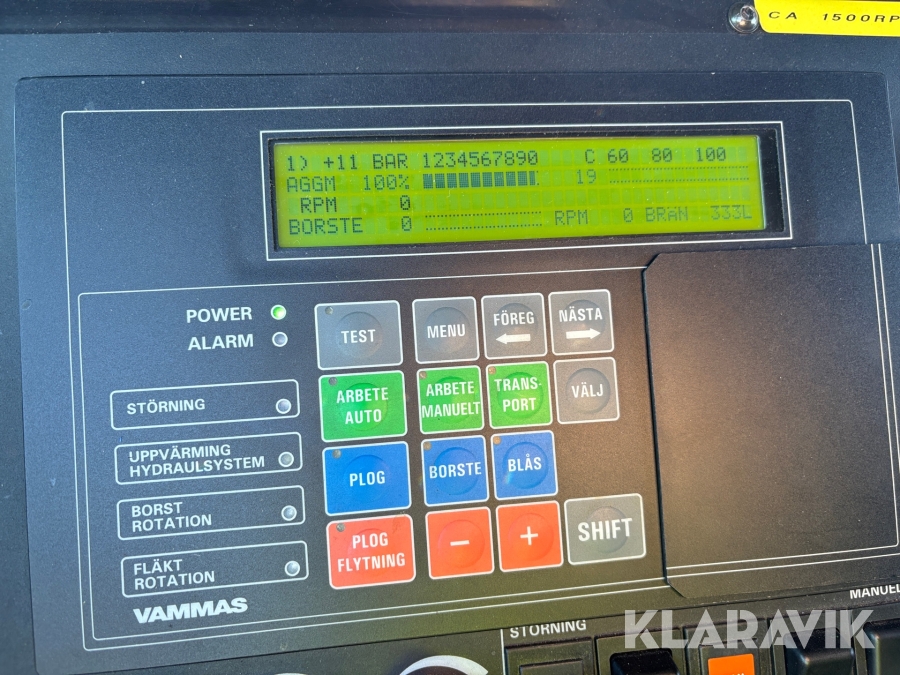 CA 1500RP
1) +11 BAR 1234567890 C 60 80 100
AGGM 100% 19
RPM 0
BORSTE 0 RPM 0 BRÄN 333L
POWER
ALARM
STÖRNING
UPPVÄRMING
HYDRAULSYSTEM
BORST
ROTATION
FLÄKT
ROTATION
VAMMAS
TEST
MENU
FÖREG
NÄSTA
ARBETE
AUTO
ARBETE
MANUELT
TRANS-
PORT
VÄLJ
PLOG
BORSTE
BLÅS
PLOG
FLYTNING
−
+
SHIFT
MANUEL
STÖRNING
KLARAVIK